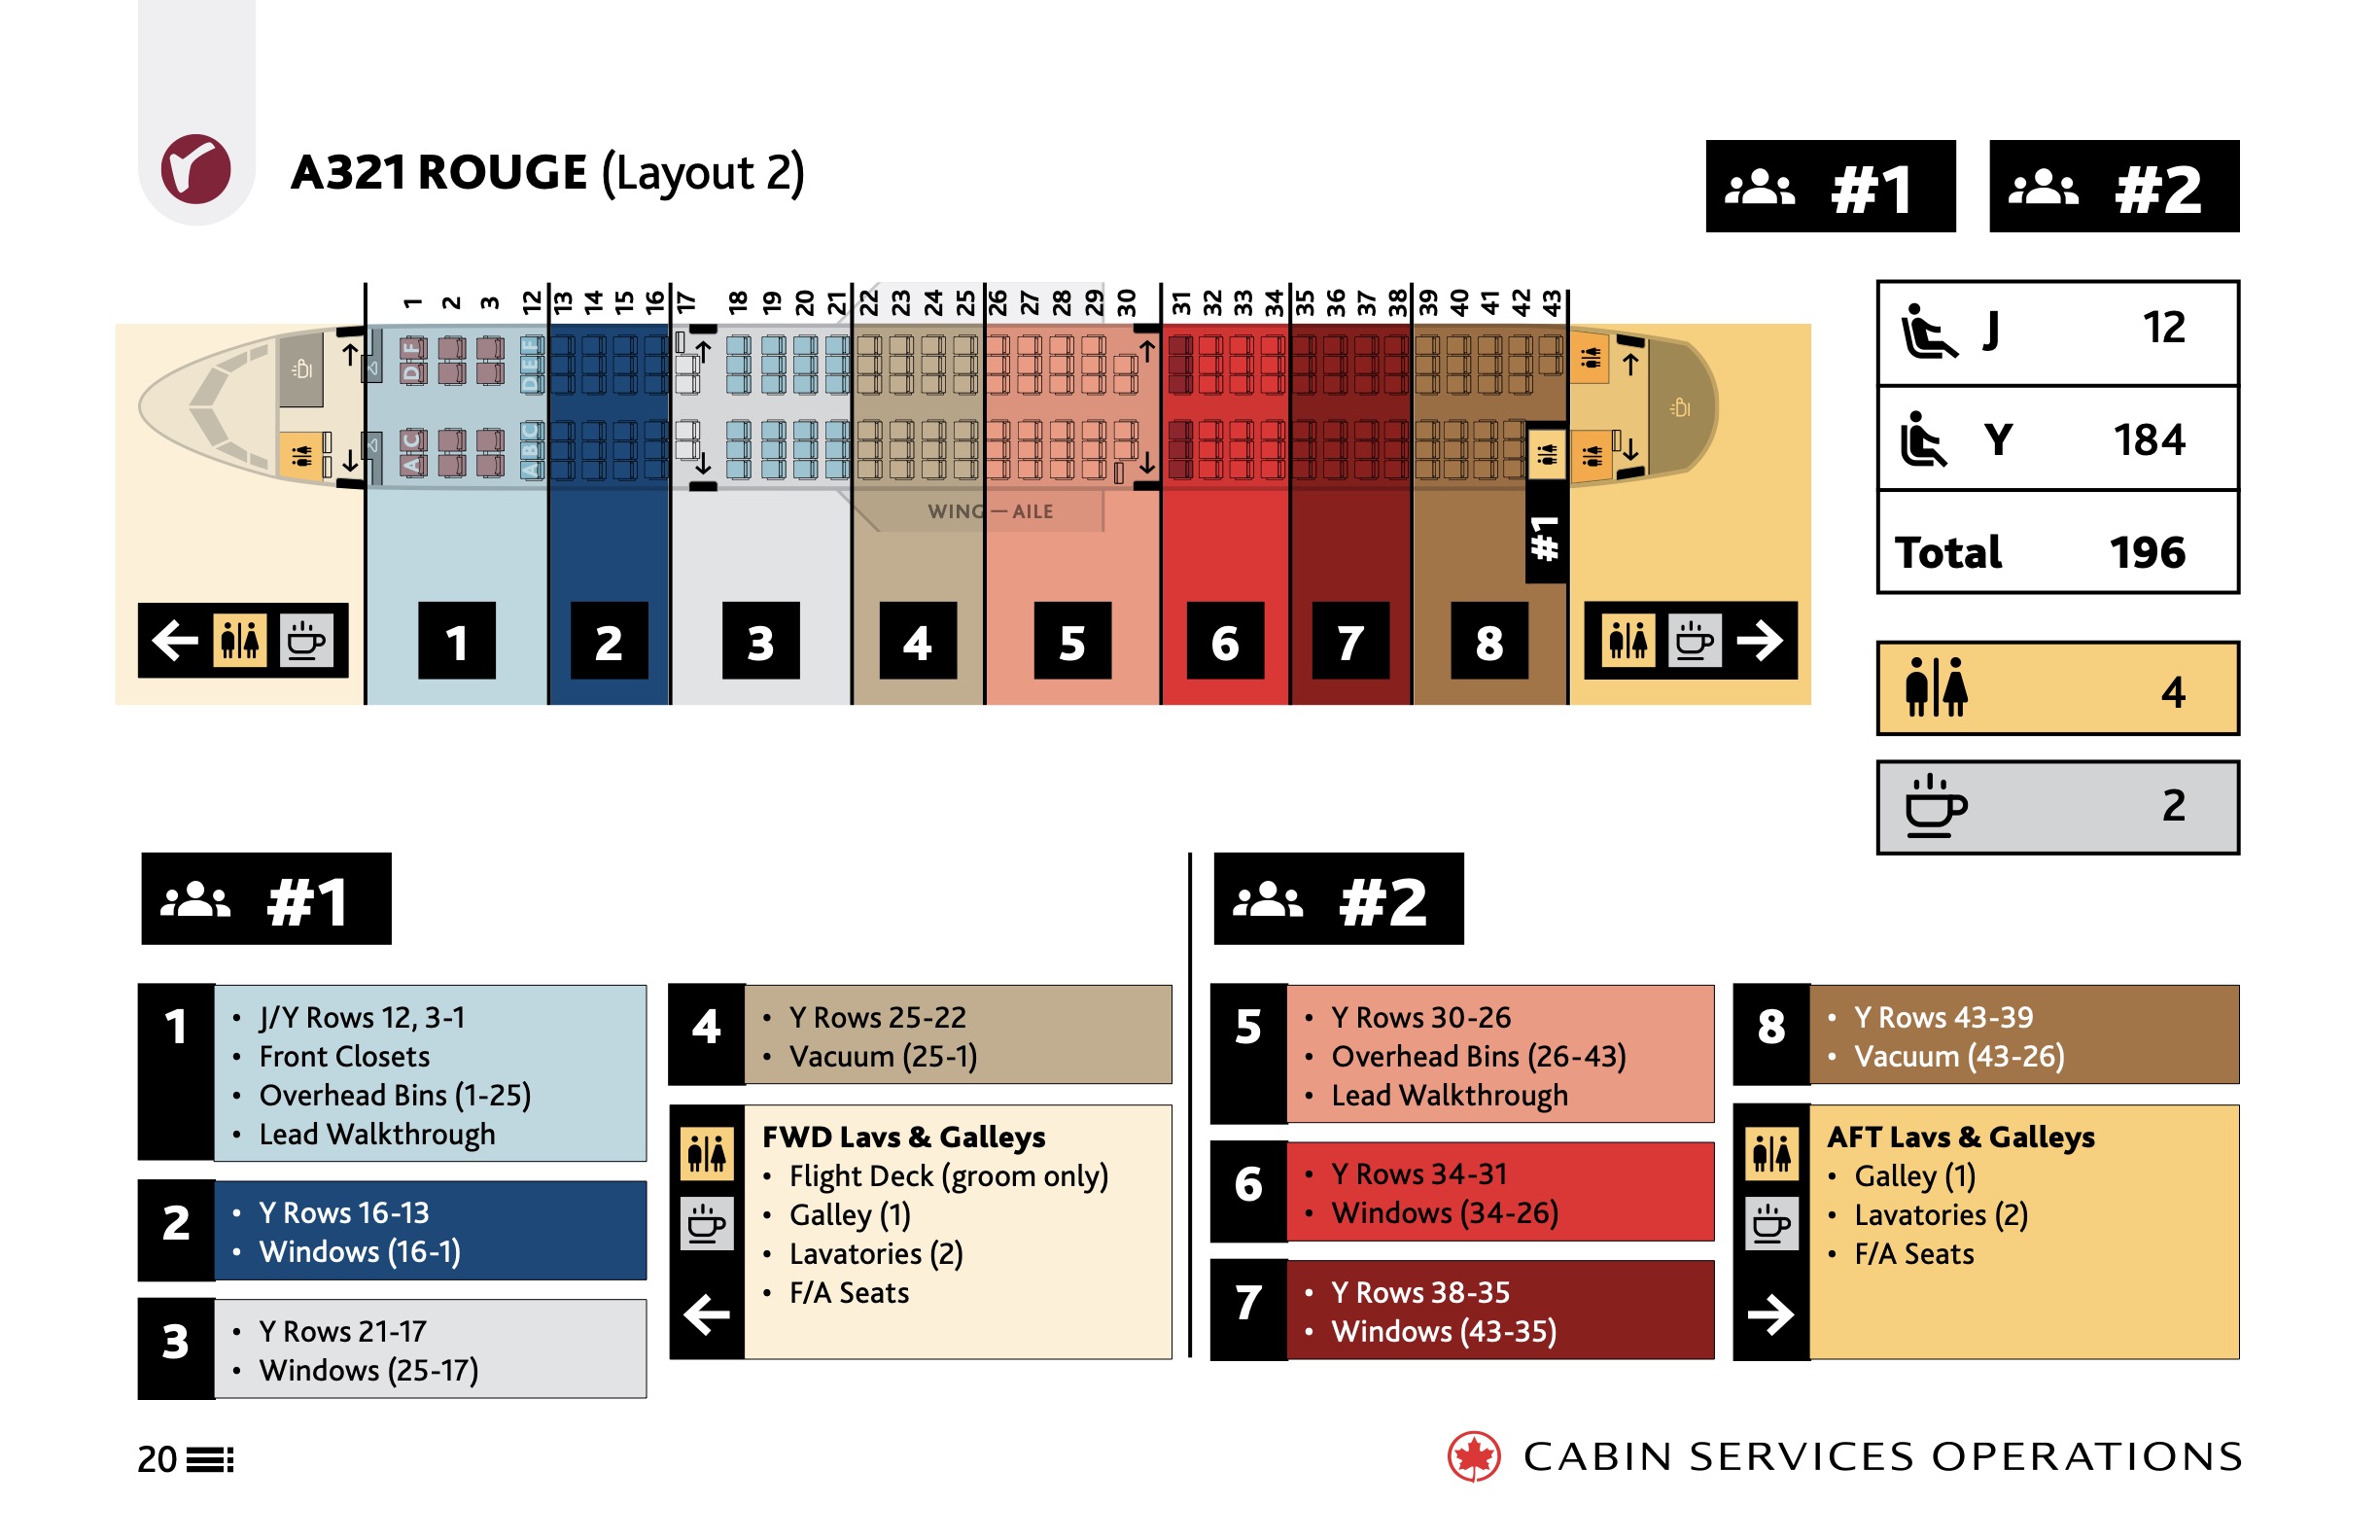 A321 ROUGE (Layout 2)
#1
#2
1 2 3 12 13 14 15 16 17 18 19 20 21 22 23 24 25 26 27 28 29 30 31 32 33 34 35 36 37 38 39 40 41 42 43
D F
D E F
A C
A B C
WING — AILE
#1
1 2 3 4 5 6 7 8
J 12
Y 184
Total 196
4
2
#1
1
• J/Y Rows 12, 3-1
• Front Closets
• Overhead Bins (1-25)
• Lead Walkthrough
2
• Y Rows 16-13
• Windows (16-1)
3
• Y Rows 21-17
• Windows (25-17)
4
• Y Rows 25-22
• Vacuum (25-1)
FWD Lavs & Galleys
• Flight Deck (groom only)
• Galley (1)
• Lavatories (2)
• F/A Seats
#2
5
• Y Rows 30-26
• Overhead Bins (26-43)
• Lead Walkthrough
6
• Y Rows 34-31
• Windows (34-26)
7
• Y Rows 38-35
• Windows (43-35)
8
• Y Rows 43-39
• Vacuum (43-26)
AFT Lavs & Galleys
• Galley (1)
• Lavatories (2)
• F/A Seats
20
CABIN SERVICES OPERATIONS